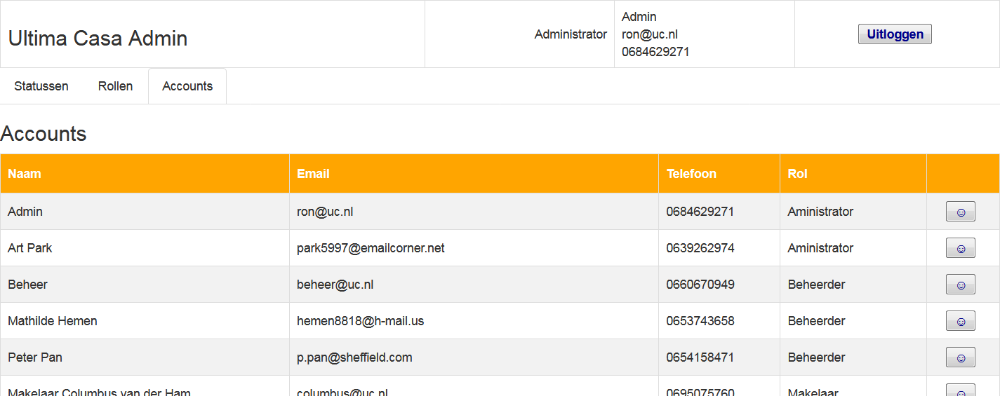 Ultima Casa Admin
Administrator
Admin
ron@uc.nl
0684629271
Uitloggen
Statussen Rollen Accounts
Accounts
Naam Email Telefoon Rol
Admin ron@uc.nl 0684629271 Aministrator ☺
Art Park park5997@emailcorner.net 0639262974 Aministrator ☺
Beheer beheer@uc.nl 0660670949 Beheerder ☺
Mathilde Hemen hemen8818@h-mail.us 0653743658 Beheerder ☺
Peter Pan p.pan@sheffield.com 0654158471 Beheerder ☺
Makelaar Columbus van der Ham columbus@uc.nl 0695075760 Makelaar ☺